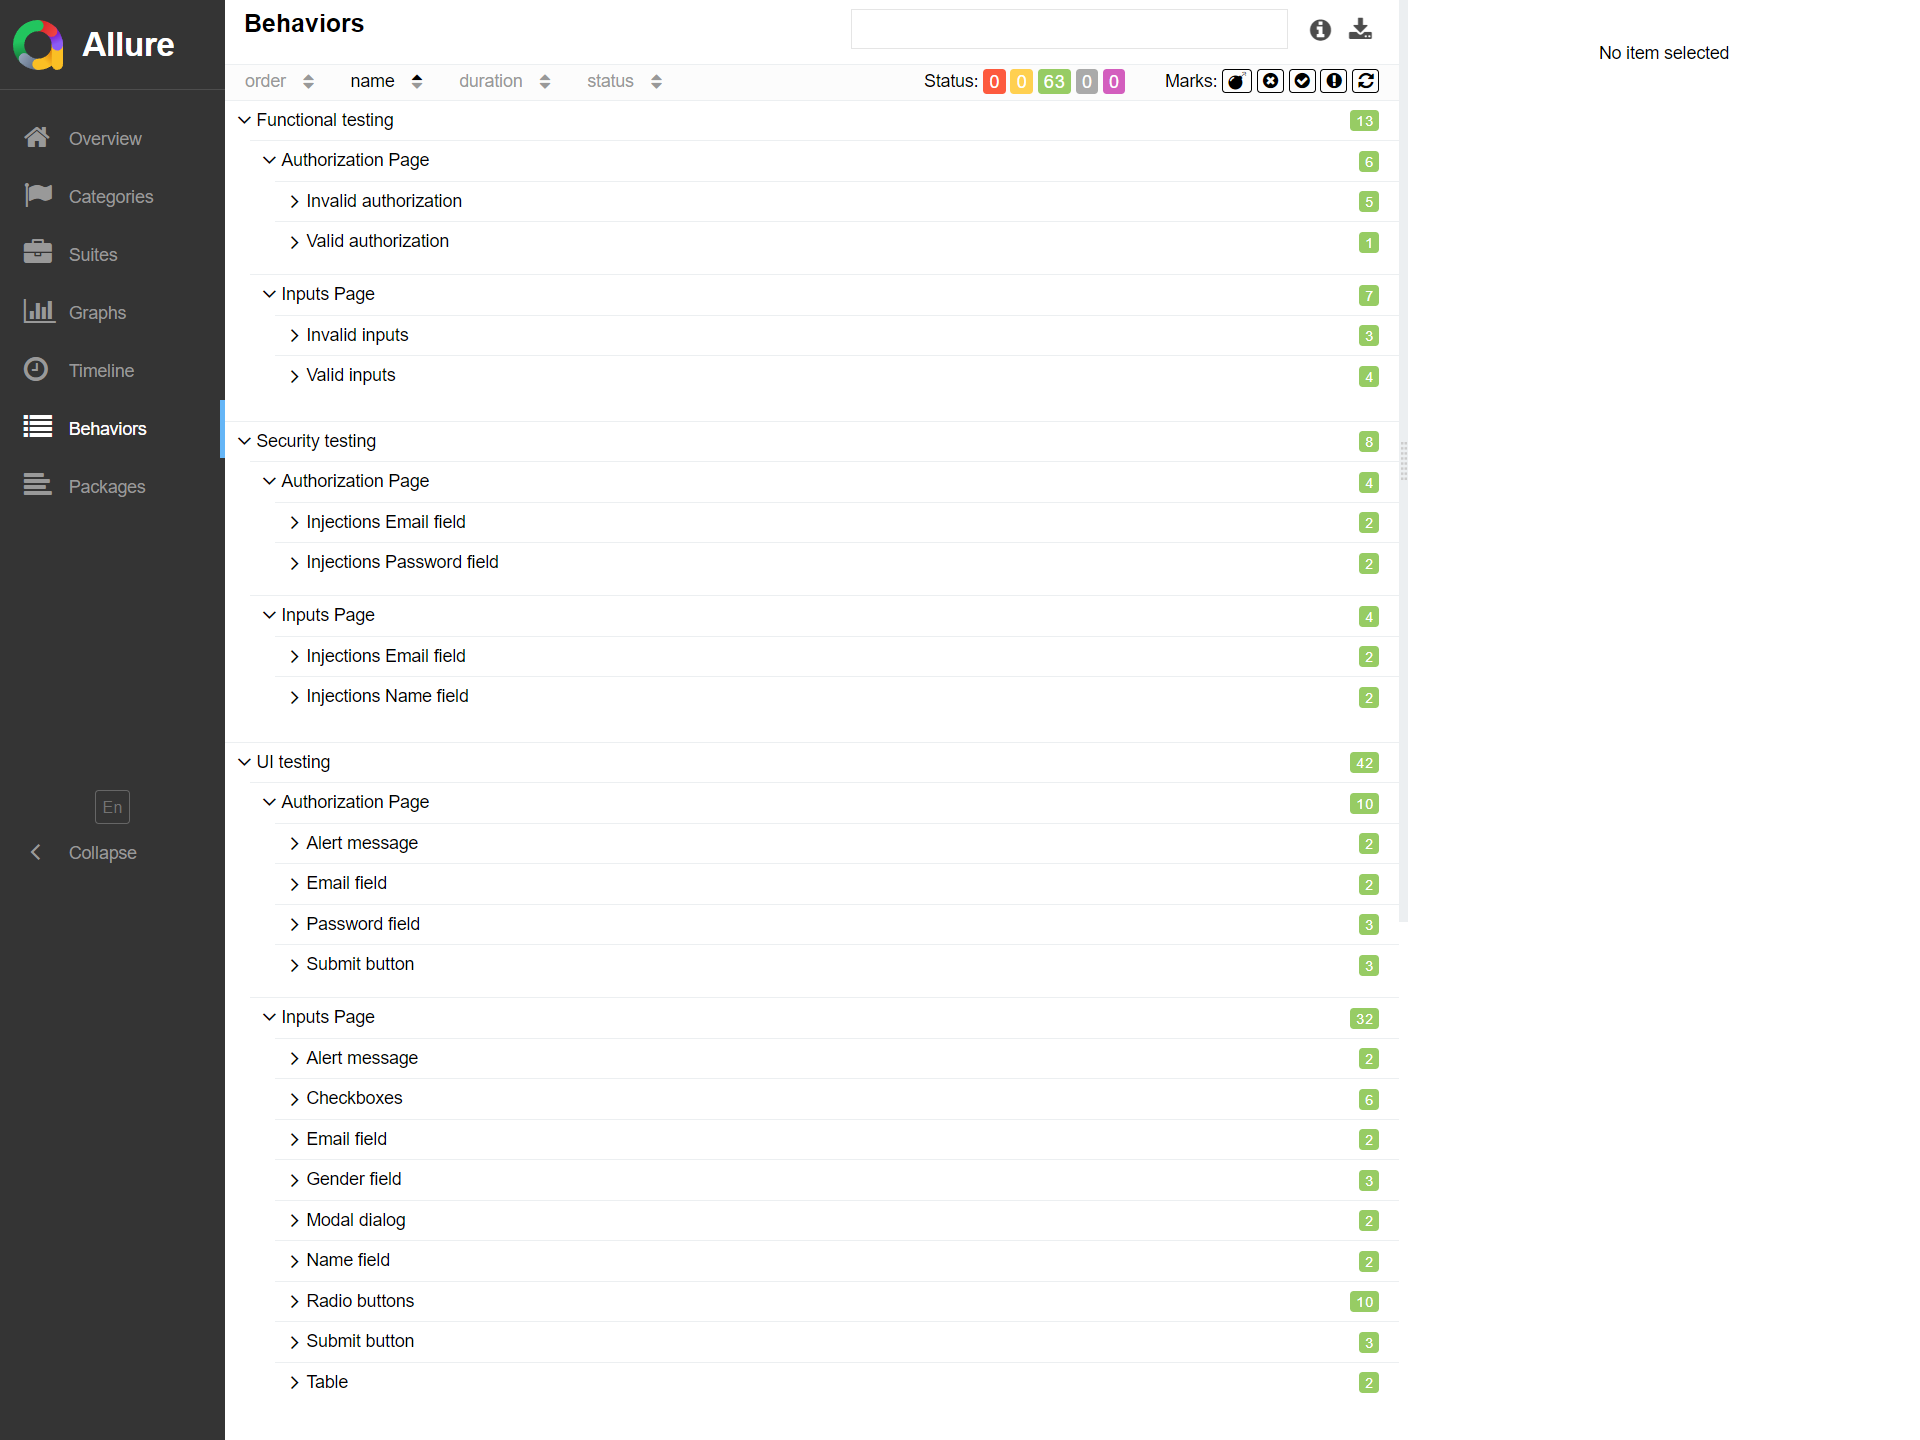 Allure
Overview
Categories
Suites
Graphs
Timeline
Behaviors
Packages
En
Collapse
Behaviors
order name duration status Status: 0 0 63 0 0 Marks:
Functional testing 13
Authorization Page 6
Invalid authorization 5
Valid authorization 1
Inputs Page 7
Invalid inputs 3
Valid inputs 4
Security testing 8
Authorization Page 4
Injections Email field 2
Injections Password field 2
Inputs Page 4
Injections Email field 2
Injections Name field 2
UI testing 42
Authorization Page 10
Alert message 2
Email field 2
Password field 3
Submit button 3
Inputs Page 32
Alert message 2
Checkboxes 6
Email field 2
Gender field 3
Modal dialog 2
Name field 2
Radio buttons 10
Submit button 3
Table 2
No item selected